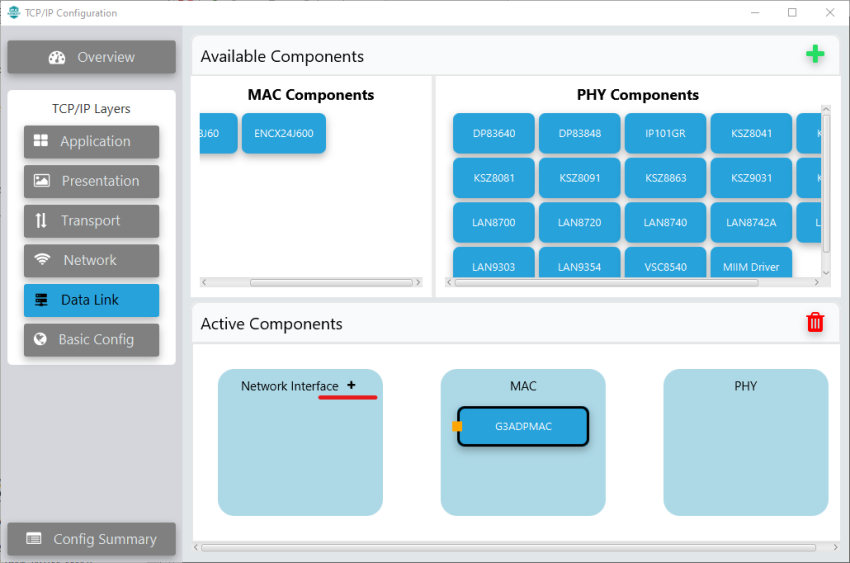 TCP/IP Configuration
Overview
TCP/IP Layers
Application
Presentation
Transport
Network
Data Link
Basic Config
Config Summary
Available Components
MAC Components
ENCX24J600
PHY Components
DP83640 DP83848 IP101GR KSZ8041
KSZ8081 KSZ8091 KSZ8863 KSZ9031
LAN8700 LAN8720 LAN8740 LAN8742A
LAN9303 LAN9354 VSC8540 MIIM Driver
Active Components
Network Interface +
MAC
G3ADPMAC
PHY